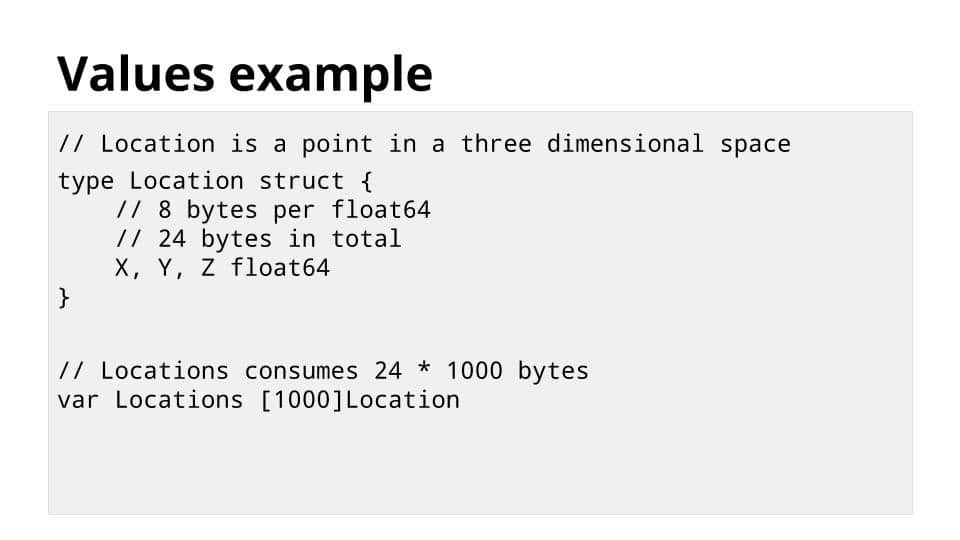 Values example
// Location is a point in a three dimensional space
type Location struct {
    // 8 bytes per float64
    // 24 bytes in total
    X, Y, Z float64
}
// Locations consumes 24 * 1000 bytes
var Locations [1000]Location